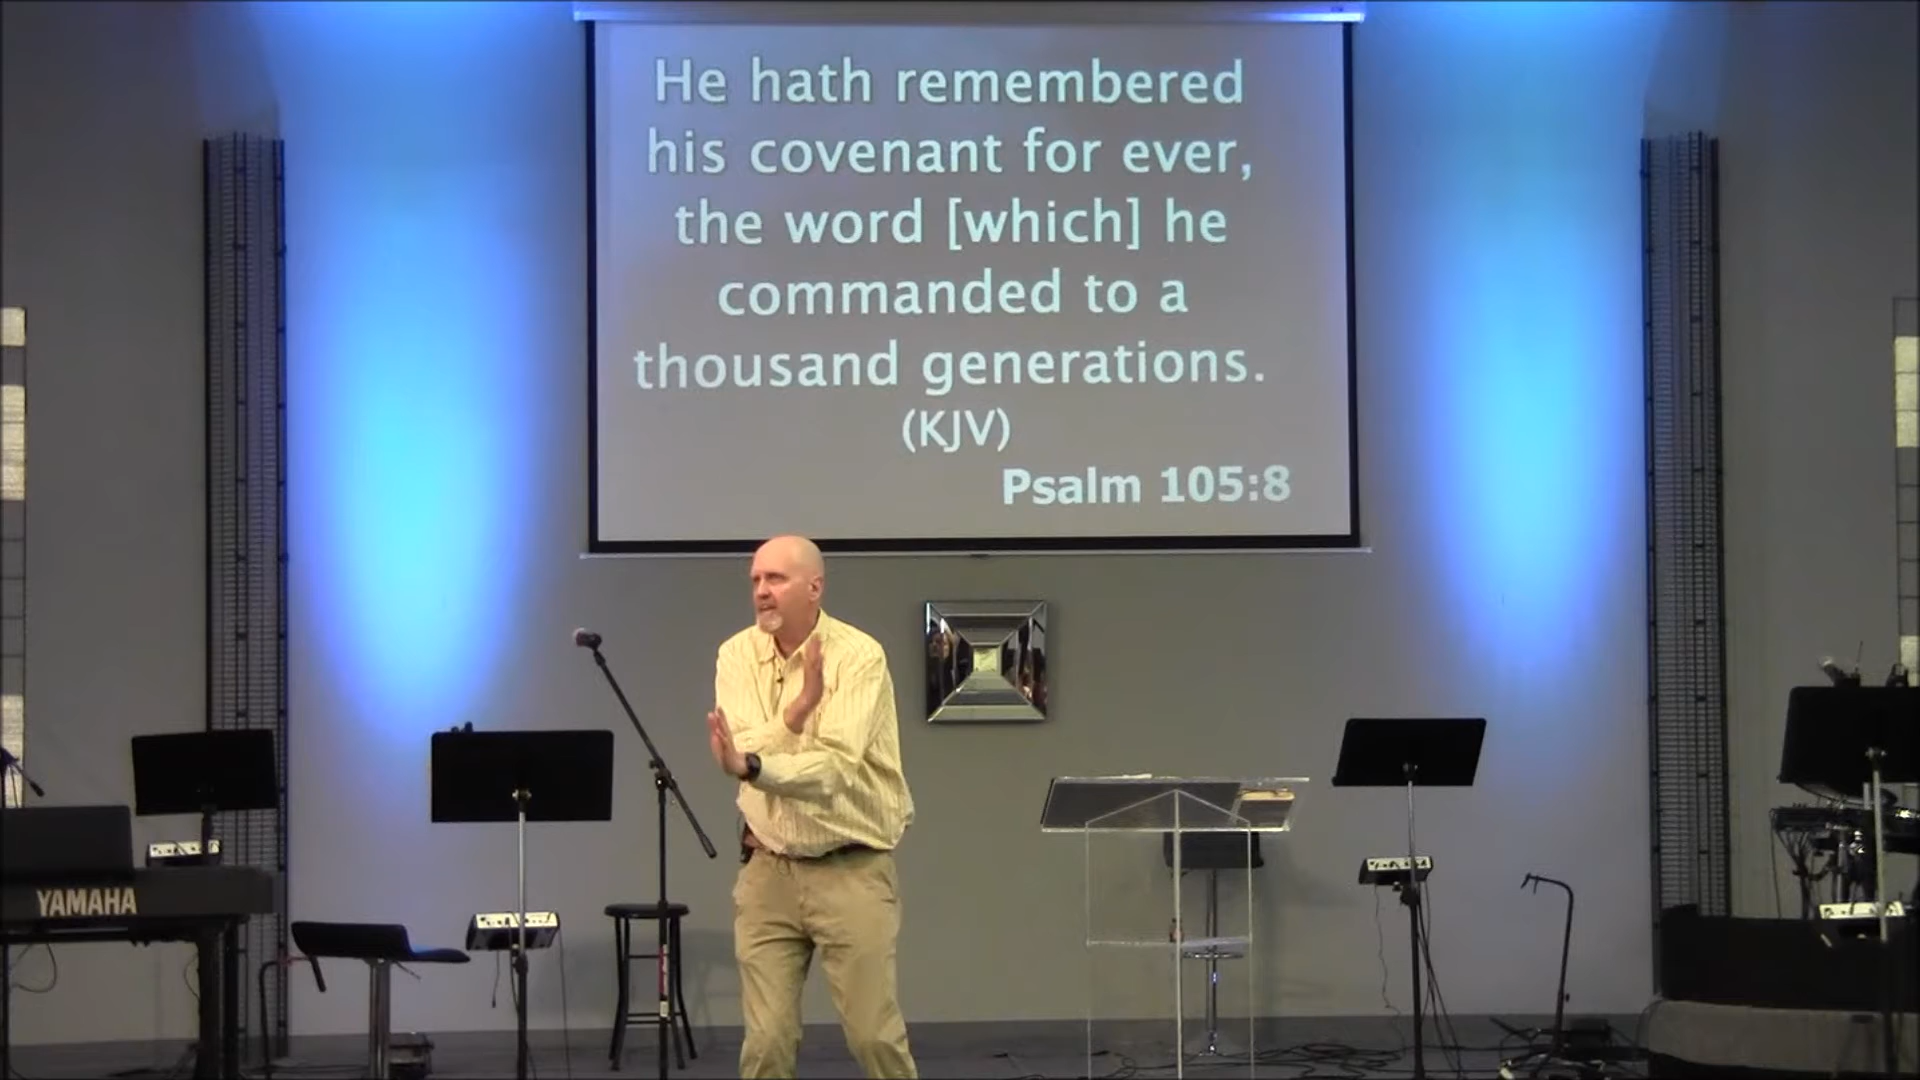 He hath remembered
his covenant for ever,
the word [which] he
commanded to a
thousand generations.
(KJV)
Psalm 105:8
YAMAHA